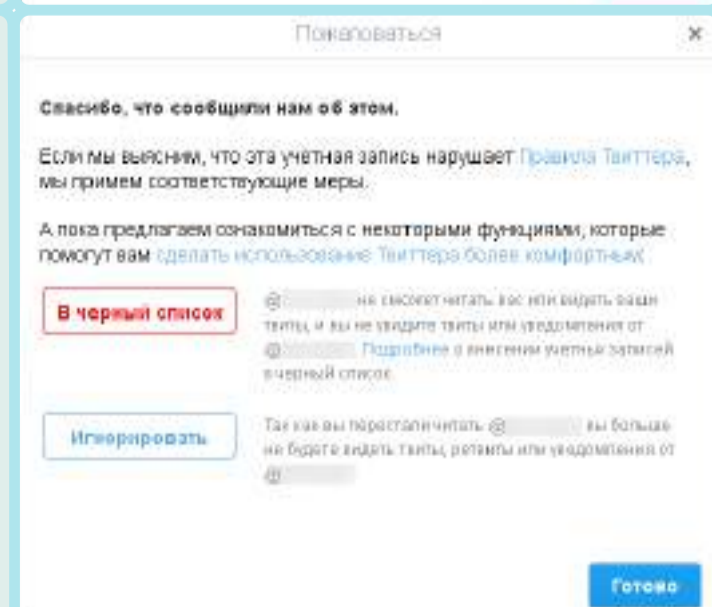 Пожаловаться
Спасибо, что сообщили нам об этом.
Если мы выясним, что эта учётная запись нарушает Правила Твиттера,
мы примем соответствующие меры.
А пока предлагаем ознакомиться с некоторыми функциями, которые
помогут вам сделать использование Твиттера более комфортным:
В черный список
@ не сможет читать вас или видеть ваши
твиты, и вы не увидите твиты или уведомления от
@ Подробнее о внесении учетных записей
в черный список.
Игнорировать
Так как вы перестали читать @ вы больше
не будете видеть твиты, ретвиты или уведомления от
@
Готово